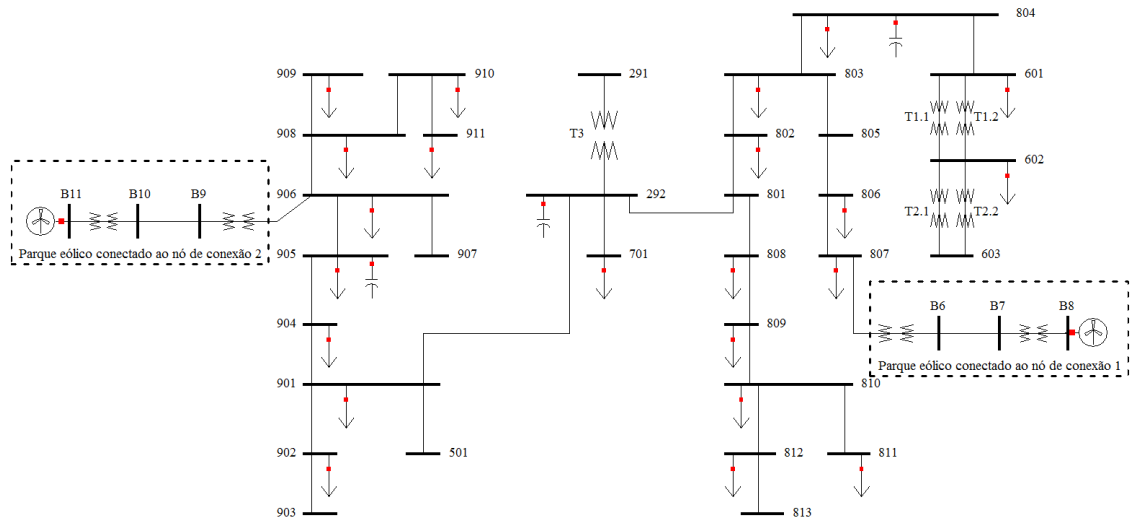 804
909
910
291
803
601
T1.1
T1.2
908
911
T3
802
805
602
B11
B10
B9
906
292
801
806
T2.1
T2.2
Parque eólico conectado ao nó de conexão 2
905
907
701
808
807
603
904
809
B6
B7
B8
Parque eólico conectado ao nó de conexão 1
901
810
902
501
812
811
903
813